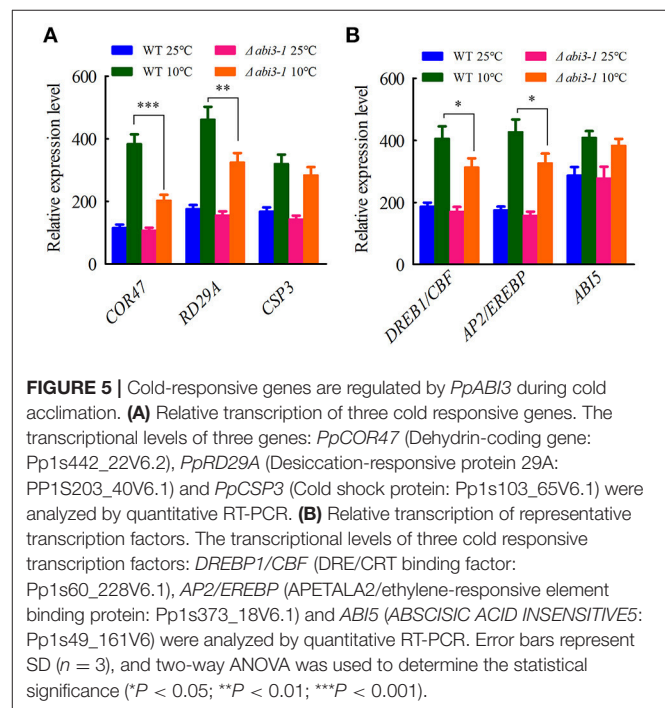 A
B
WT 25℃
Δ abi3-1 25℃
WT 10℃
Δ abi3-1 10℃
WT 25℃
Δ abi3-1 25℃
WT 10℃
Δ abi3-1 10℃
Relative expression level
600
400
200
0
***
**
COR47
RD29A
CSP3
Relative expression level
600
400
200
0
*
*
DREB1/CBF
AP2/EREBP
ABI5
FIGURE 5 | Cold-responsive genes are regulated by PpABI3 during cold
acclimation. (A) Relative transcription of three cold responsive genes. The
transcriptional levels of three genes: PpCOR47 (Dehydrin-coding gene:
Pp1s442_22V6.2), PpRD29A (Desiccation-responsive protein 29A:
PP1S203_40V6.1) and PpCSP3 (Cold shock protein: Pp1s103_65V6.1) were
analyzed by quantitative RT-PCR. (B) Relative transcription of representative
transcription factors. The transcriptional levels of three cold responsive
transcription factors: DREBP1/CBF (DRE/CRT binding factor:
Pp1s60_228V6.1), AP2/EREBP (APETALA2/ethylene-responsive element
binding protein: Pp1s373_18V6.1) and ABI5 (ABSCISIC ACID INSENSITIVE5:
Pp1s49_161V6) were analyzed by quantitative RT-PCR. Error bars represent
SD (n = 3), and two-way ANOVA was used to determine the statistical
significance (*P < 0.05; **P < 0.01; ***P < 0.001).